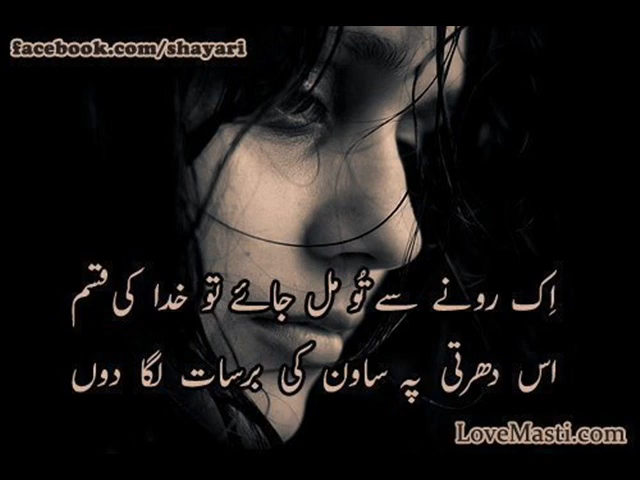 facebook.com/shayari
اِک رونے سے تُو مل جائے تو خدا کی قسم
اس دھرتی پہ ساون کی برسات لگا دوں
LoveMasti.com